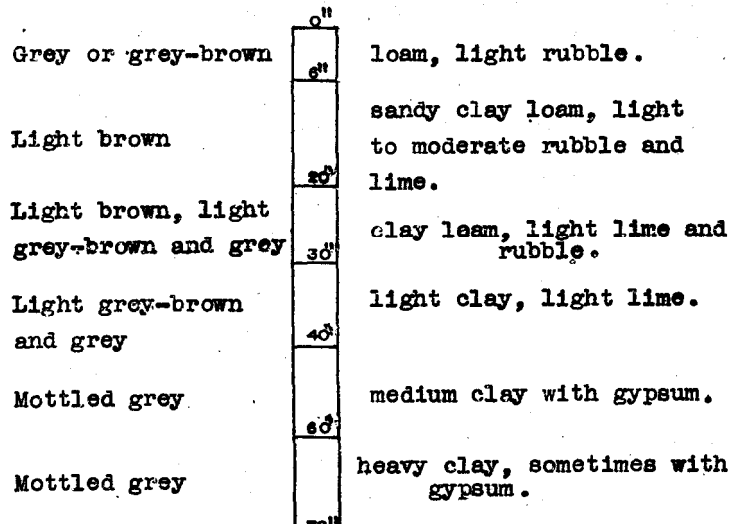 0"
Grey or grey-brown loam, light rubble.
6"
sandy clay loam, light
Light brown to moderate rubble and
20" lime.
Light brown, light
grey-brown and grey clay loam, light lime and
30" rubble.
Light grey-brown light clay, light lime.
and grey 40"
Mottled grey medium clay with gypsum.
60"
heavy clay, sometimes with
Mottled grey gypsum.